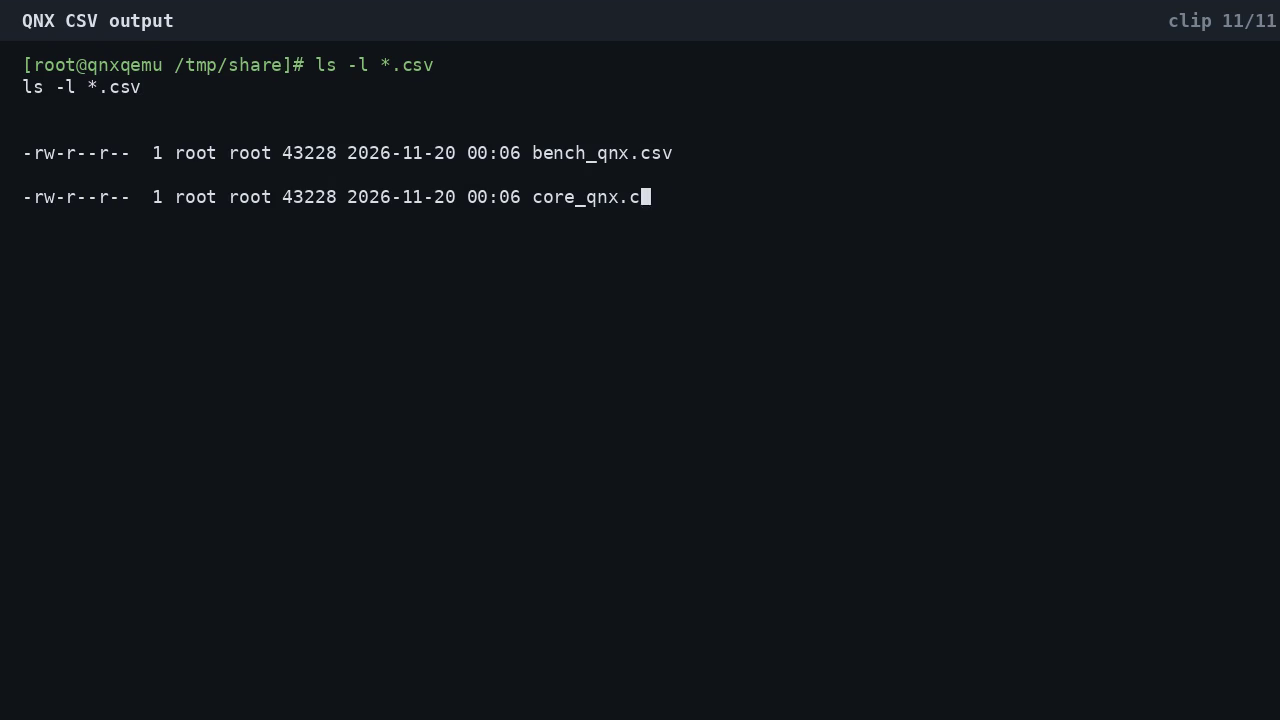 QNX CSV output
clip 11/11
[root@qnxqemu /tmp/share]# ls -l *.csv
ls -l *.csv
-rw-r--r--  1 root root 43228 2026-11-20 00:06 bench_qnx.csv
-rw-r--r--  1 root root 43228 2026-11-20 00:06 core_qnx.c